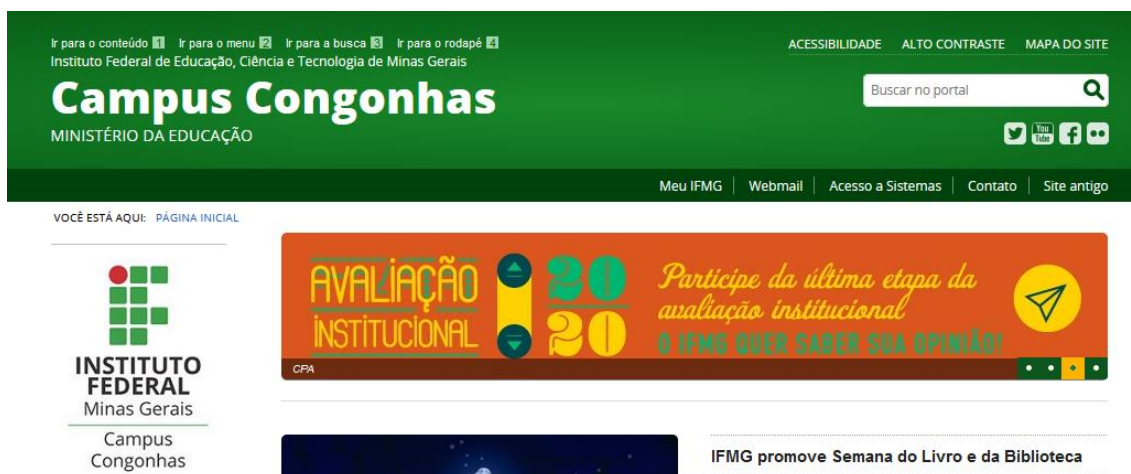 Ir para o conteúdo 1 Ir para o menu 2 Ir para a busca 3 Ir para o rodapé 4
ACESSIBILIDADE ALTO CONTRASTE MAPA DO SITE
Instituto Federal de Educação, Ciência e Tecnologia de Minas Gerais
Campus Congonhas
Buscar no portal
MINISTÉRIO DA EDUCAÇÃO
You Tube
Meu IFMG Webmail Acesso a Sistemas Contato Site antigo
VOCÊ ESTÁ AQUI: PÁGINA INICIAL
AVALIAÇÃO
INSTITUCIONAL
20
20
Participe da última etapa da
avaliação institucional
O IFMG QUER SABER SUA OPINIÃO!
CPA
INSTITUTO
FEDERAL
Minas Gerais
Campus
Congonhas
IFMG promove Semana do Livro e da Biblioteca